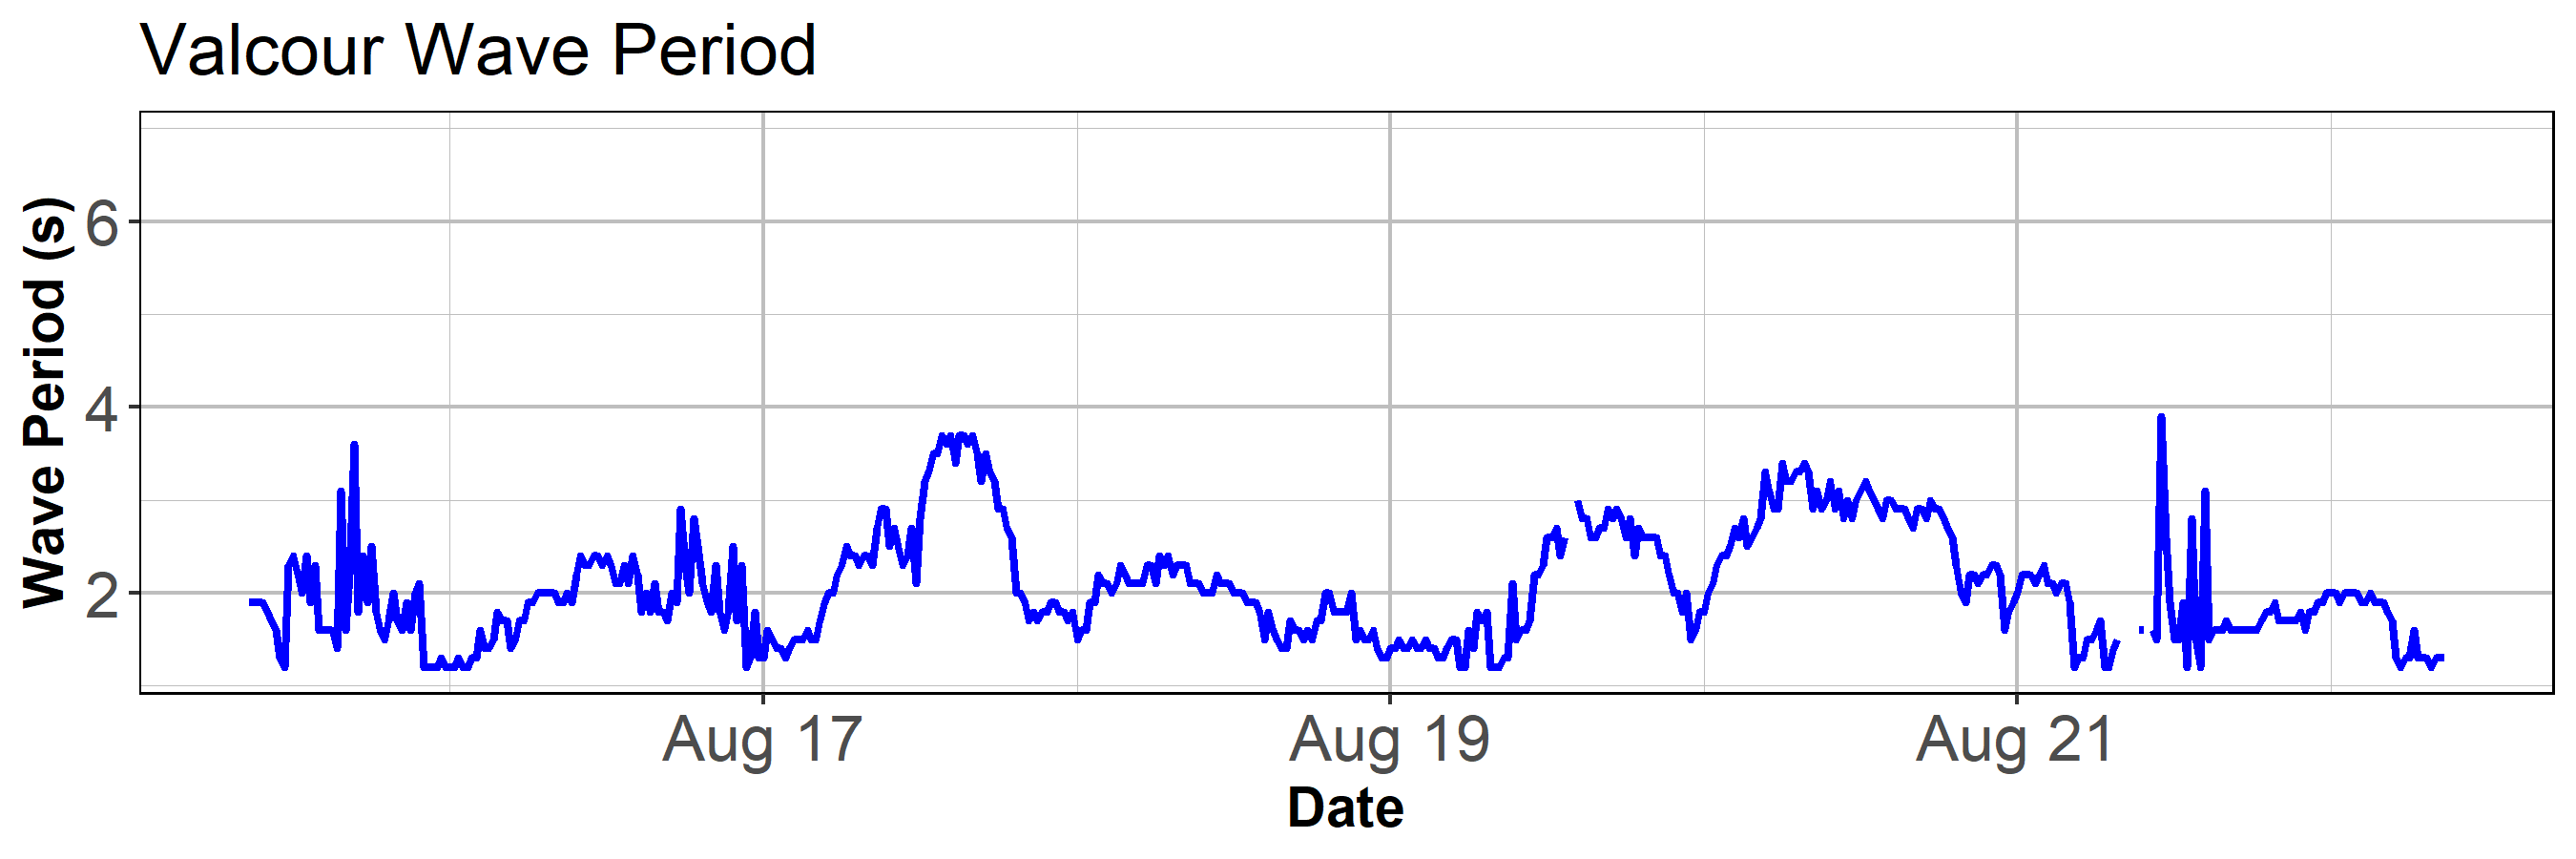 Valcour Wave Period
Wave Period (s)
6
4
2
Aug 17
Aug 19
Aug 21
Date